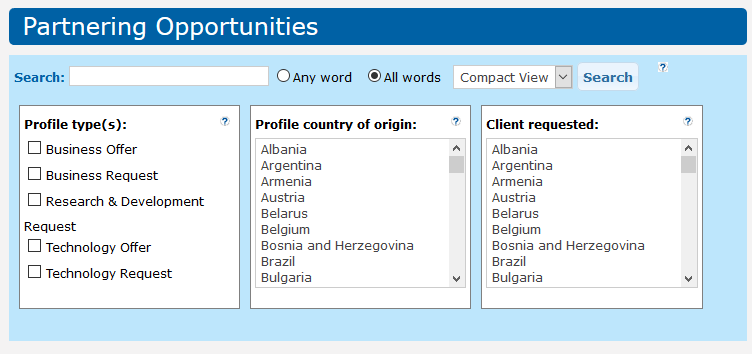 Partnering Opportunities
Search: Any word All words Compact View Search ?
Profile type(s): ?
Business Offer
Business Request
Research & Development
Request
Technology Offer
Technology Request
Profile country of origin: ?
Albania
Argentina
Armenia
Austria
Belarus
Belgium
Bosnia and Herzegovina
Brazil
Bulgaria
Client requested: ?
Albania
Argentina
Armenia
Austria
Belarus
Belgium
Bosnia and Herzegovina
Brazil
Bulgaria